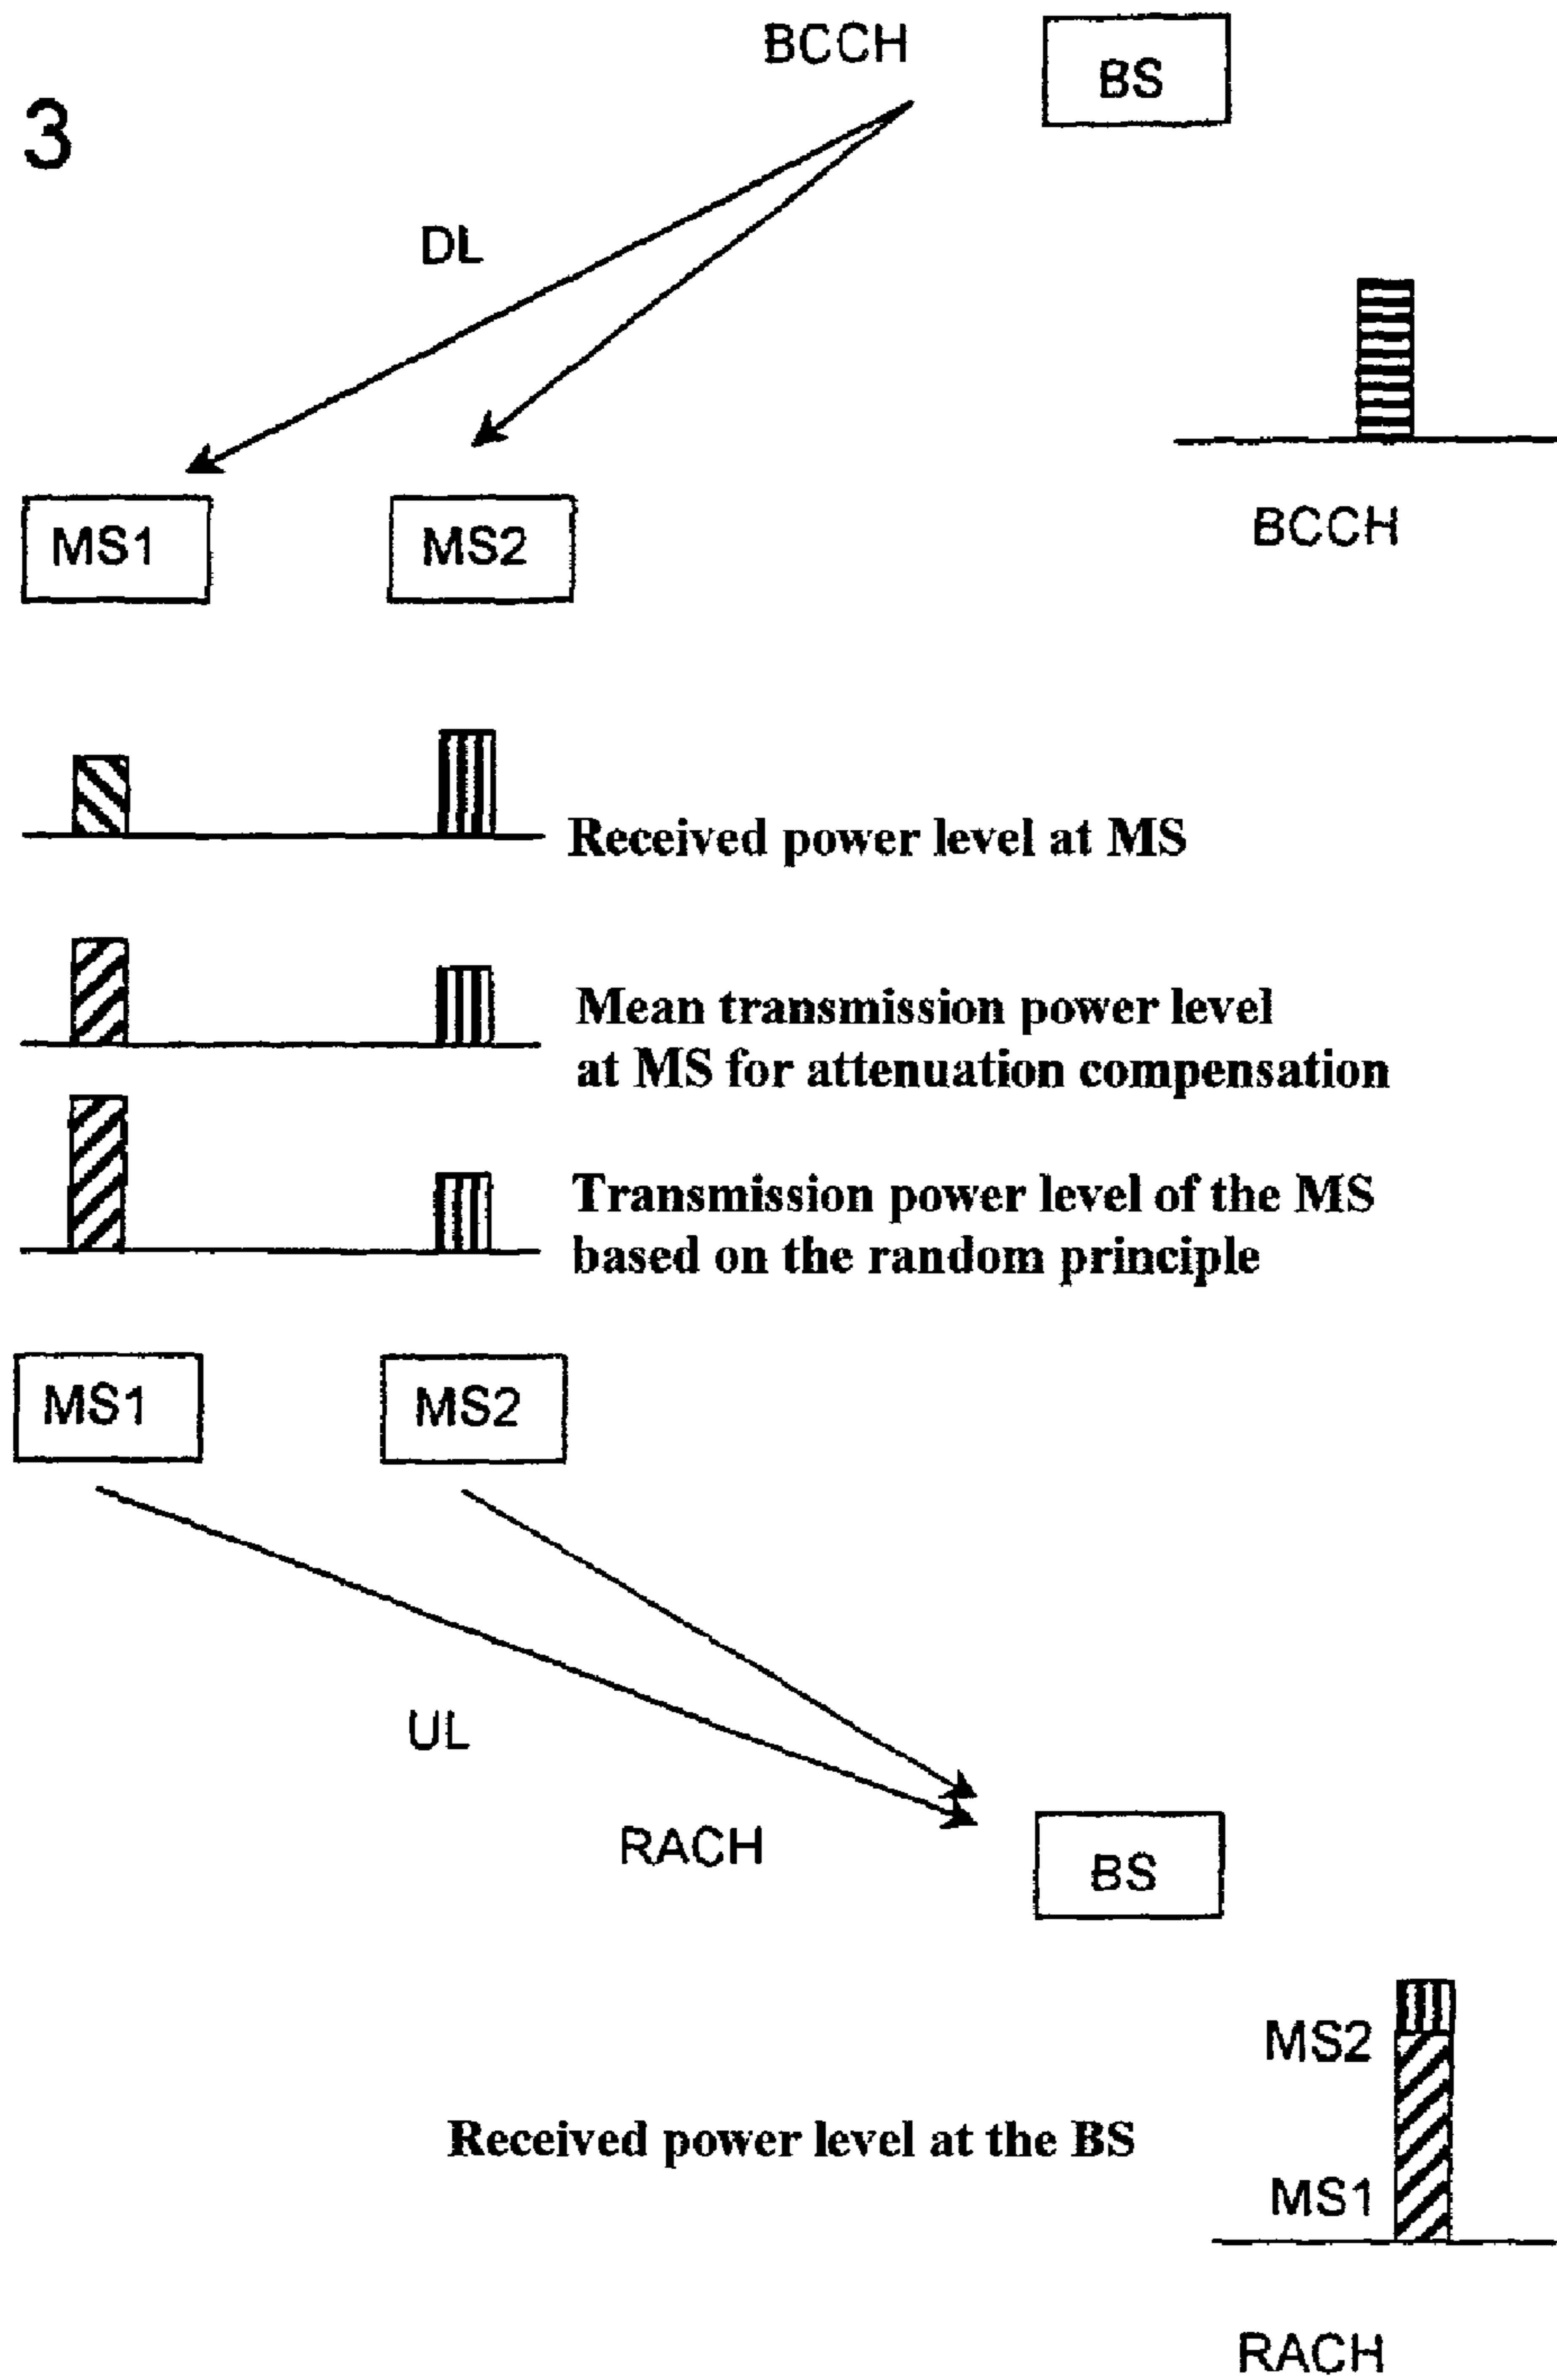 BCCH
BS
3
DL
BCCH
MS1
MS2
Received power level at MS
Mean transmission power level
at MS for attenuation compensation
Transmission power level of the MS
based on the random principle
MS1
MS2
UL
RACH
BS
MS2
Received power level at the BS
MS1
RACH